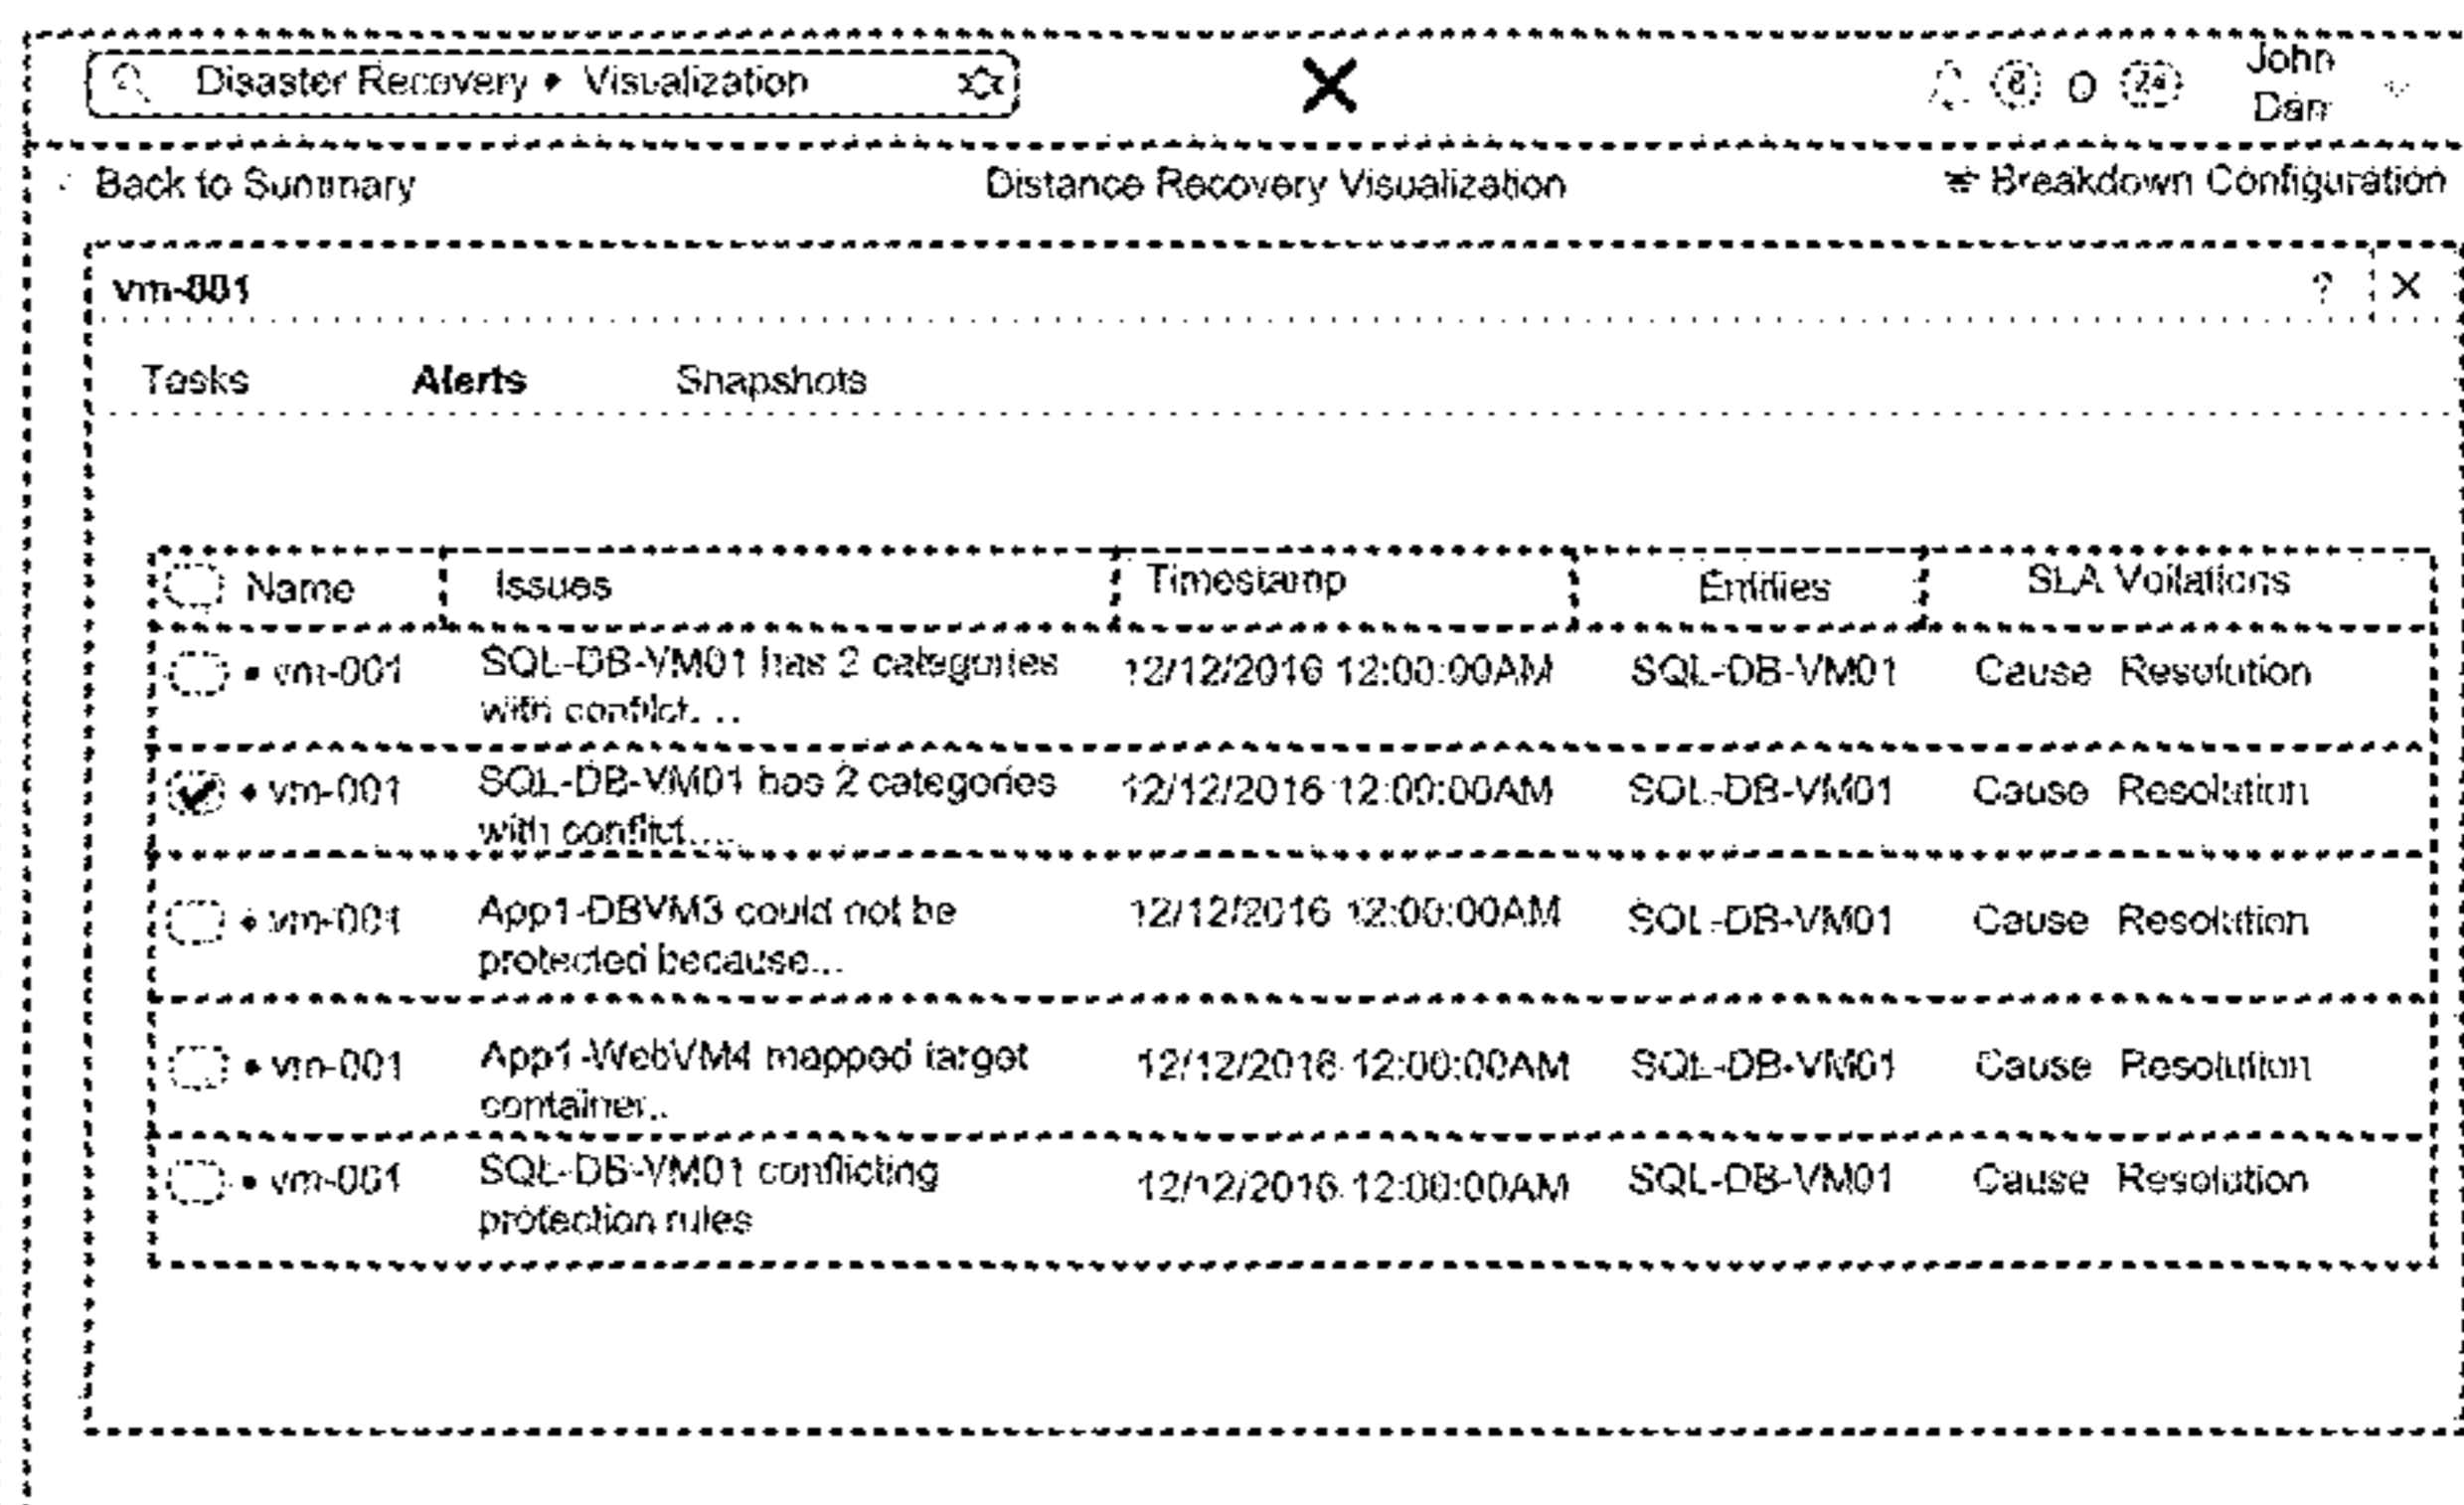 Disaster Recovery • Visualization
John
Dan
Back to Summary
Distance Recovery Visualization
Breakdown Configuration
vm-001
? X
Tasks Alerts Snapshots
Name Issues Timestamp Entities SLA Voilations
• vm-001 SQL-DB-VM01 has 2 categories 12/12/2016 12:00:00AM SQL-DB-VM01 Cause Resolution
with conflict....
• vm-001 SQL-DB-VM01 has 2 categories 12/12/2016 12:00:00AM SQL-DB-VM01 Cause Resolution
with conflict....
• vm-001 App1-DBVM3 could not be 12/12/2016 12:00:00AM SQL-DB-VM01 Cause Resolution
protected because...
• vm-001 App1-WebVM4 mapped target 12/12/2016 12:00:00AM SQL-DB-VM01 Cause Resolution
container..
• vm-001 SQL-DB-VM01 conflicting 12/12/2016 12:00:00AM SQL-DB-VM01 Cause Resolution
protection rules